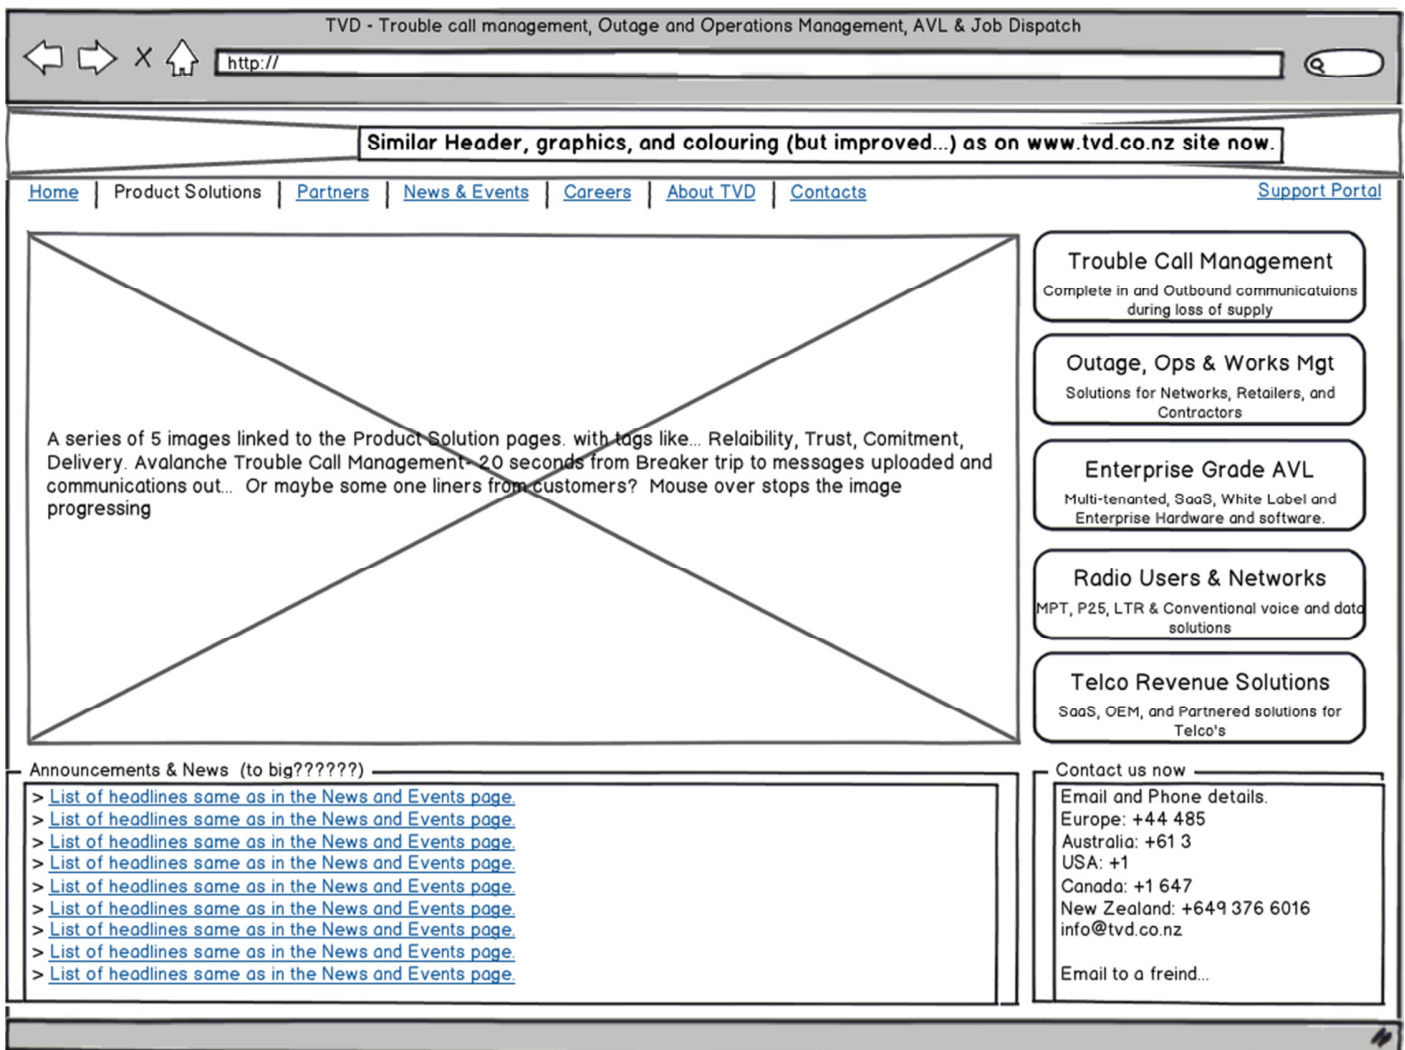 TVD - Trouble call management, Outage and Operations Management, AVL & Job Dispatch
http://
Similar Header, graphics, and colouring (but improved...) as on www.tvd.co.nz site now.
Home | Product Solutions | Partners | News & Events | Careers | About TVD | Contacts
Support Portal
A series of 5 images linked to the Product Solution pages. with tags like... Relaibility, Trust, Comitment,
Delivery. Avalanche Trouble Call Management- 20 seconds from Breaker trip to messages uploaded and
communications out... Or maybe some one liners from customers? Mouse over stops the image
progressing
Trouble Call Management
Complete in and Outbound communicatuions
during loss of supply
Outage, Ops & Works Mgt
Solutions for Networks, Retailers, and
Contractors
Enterprise Grade AVL
Multi-tenanted, SaaS, White Label and
Enterprise Hardware and software.
Radio Users & Networks
MPT, P25, LTR & Conventional voice and data
solutions
Telco Revenue Solutions
SaaS, OEM, and Partnered solutions for
Telco's
Announcements & News (to big??????)
> List of headlines same as in the News and Events page.
> List of headlines same as in the News and Events page.
> List of headlines same as in the News and Events page.
> List of headlines same as in the News and Events page.
> List of headlines same as in the News and Events page.
> List of headlines same as in the News and Events page.
> List of headlines same as in the News and Events page.
> List of headlines same as in the News and Events page.
> List of headlines same as in the News and Events page.
Contact us now
Email and Phone details.
Europe: +44 485
Australia: +61 3
USA: +1
Canada: +1 647
New Zealand: +649 376 6016
info@tvd.co.nz
Email to a freind...